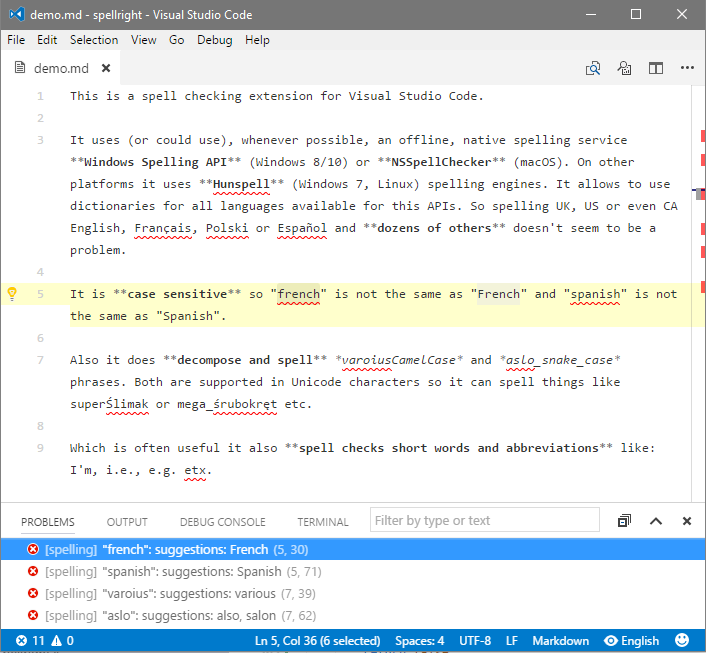 demo.md - spellright - Visual Studio Code
File Edit Selection View Go Debug Help
demo.md
1 This is a spell checking extension for Visual Studio Code.
2
3 It uses (or could use), whenever possible, an offline, native spelling service
**Windows Spelling API** (Windows 8/10) or **NSSpellChecker** (macOS). On other
platforms it uses **Hunspell** (Windows 7, Linux) spelling engines. It allows to use
dictionaries for all languages available for this APIs. So spelling UK, US or even CA
English, Français, Polski or Español and **dozens of others** doesn't seem to be a
problem.
4
5 It is **case sensitive** so "french" is not the same as "French" and "spanish" is not
the same as "Spanish".
6
7 Also it does **decompose and spell** *varoiusCamelCase* and *aslo_snake_case*
phrases. Both are supported in Unicode characters so it can spell things like
superŚlimak or mega_śrubokręt etc.
8
9 Which is often useful it also **spell checks short words and abbreviations** like:
I'm, i.e., e.g. etx.
PROBLEMS OUTPUT DEBUG CONSOLE TERMINAL Filter by type or text
[spelling] "french": suggestions: French (5, 30)
[spelling] "spanish": suggestions: Spanish (5, 71)
[spelling] "varoius": suggestions: various (7, 39)
[spelling] "aslo": suggestions: also, salon (7, 62)
11 0 Ln 5, Col 36 (6 selected) Spaces: 4 UTF-8 LF Markdown English